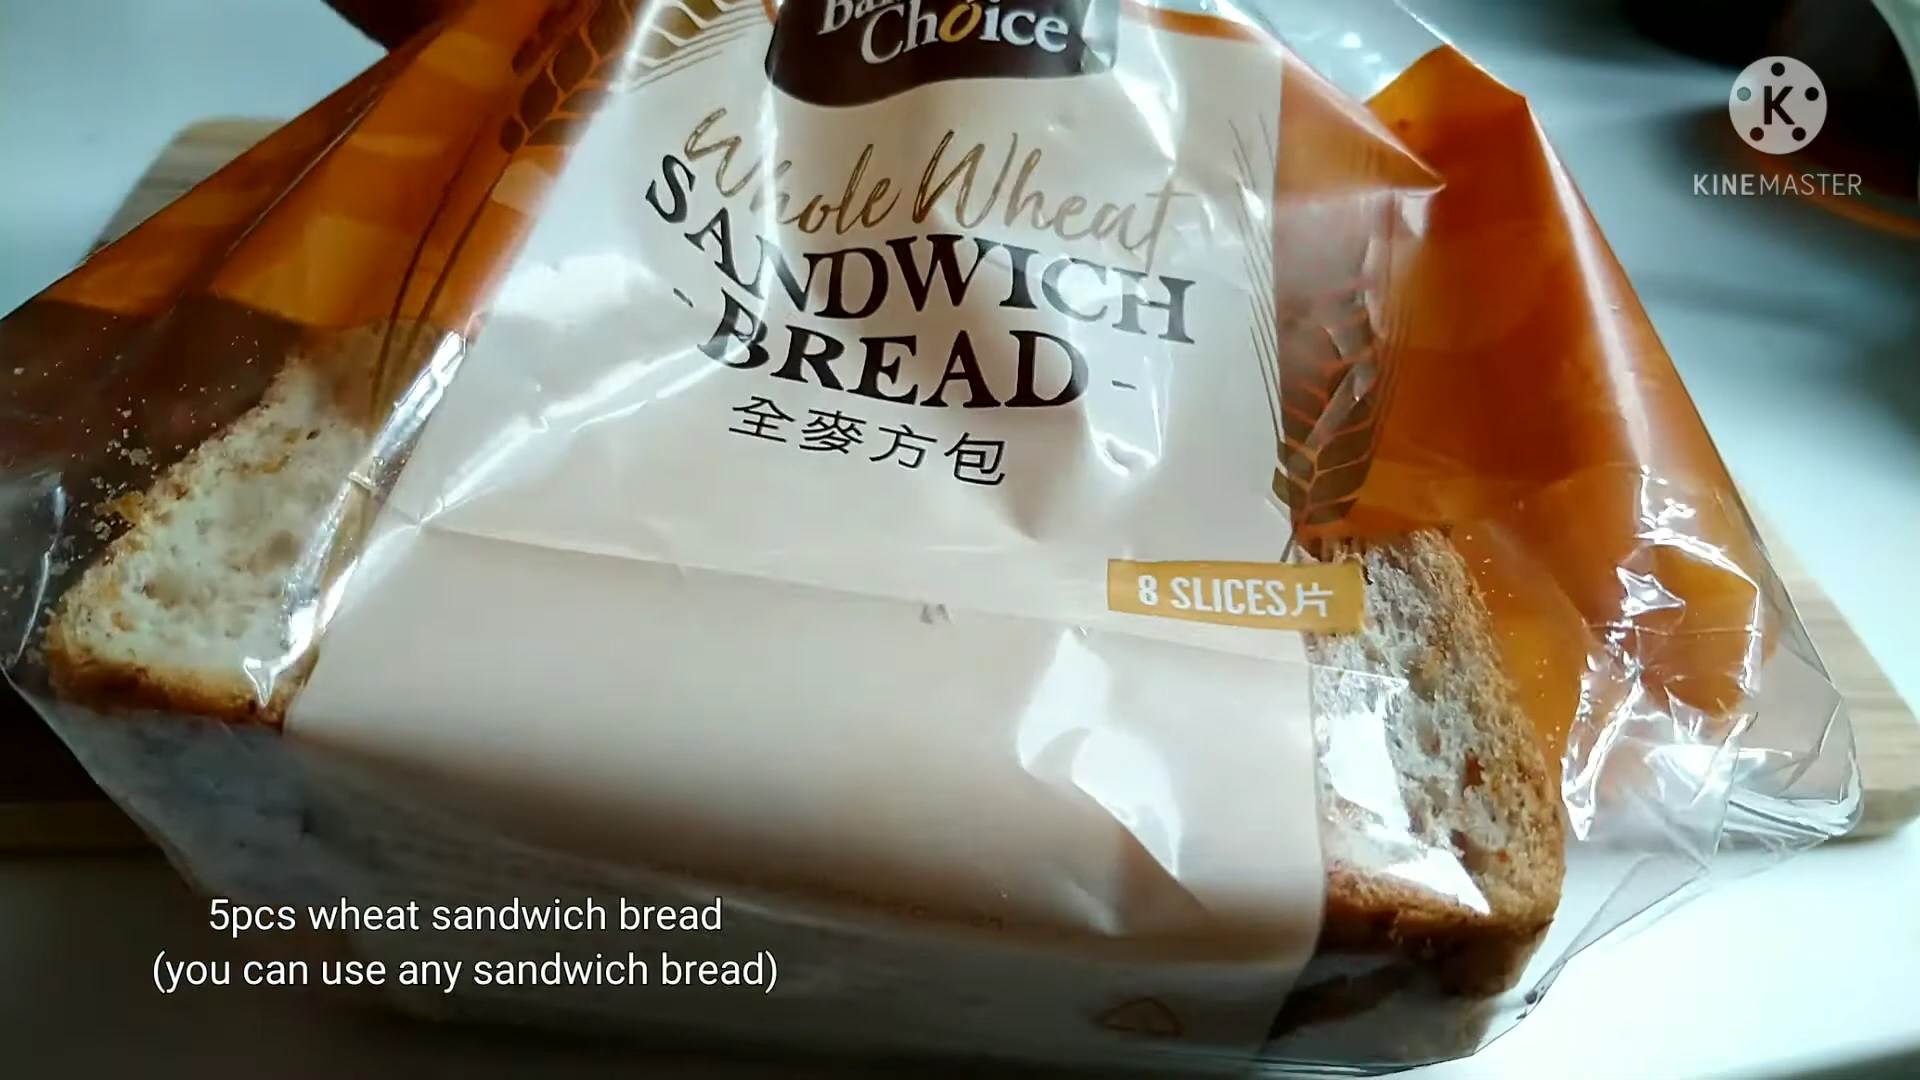 Choice
Whole Wheat
SANDWICH
- BREAD -
全麥方包
8 SLICES片
K
KINEMASTER
5pcs wheat sandwich bread
(you can use any sandwich bread)